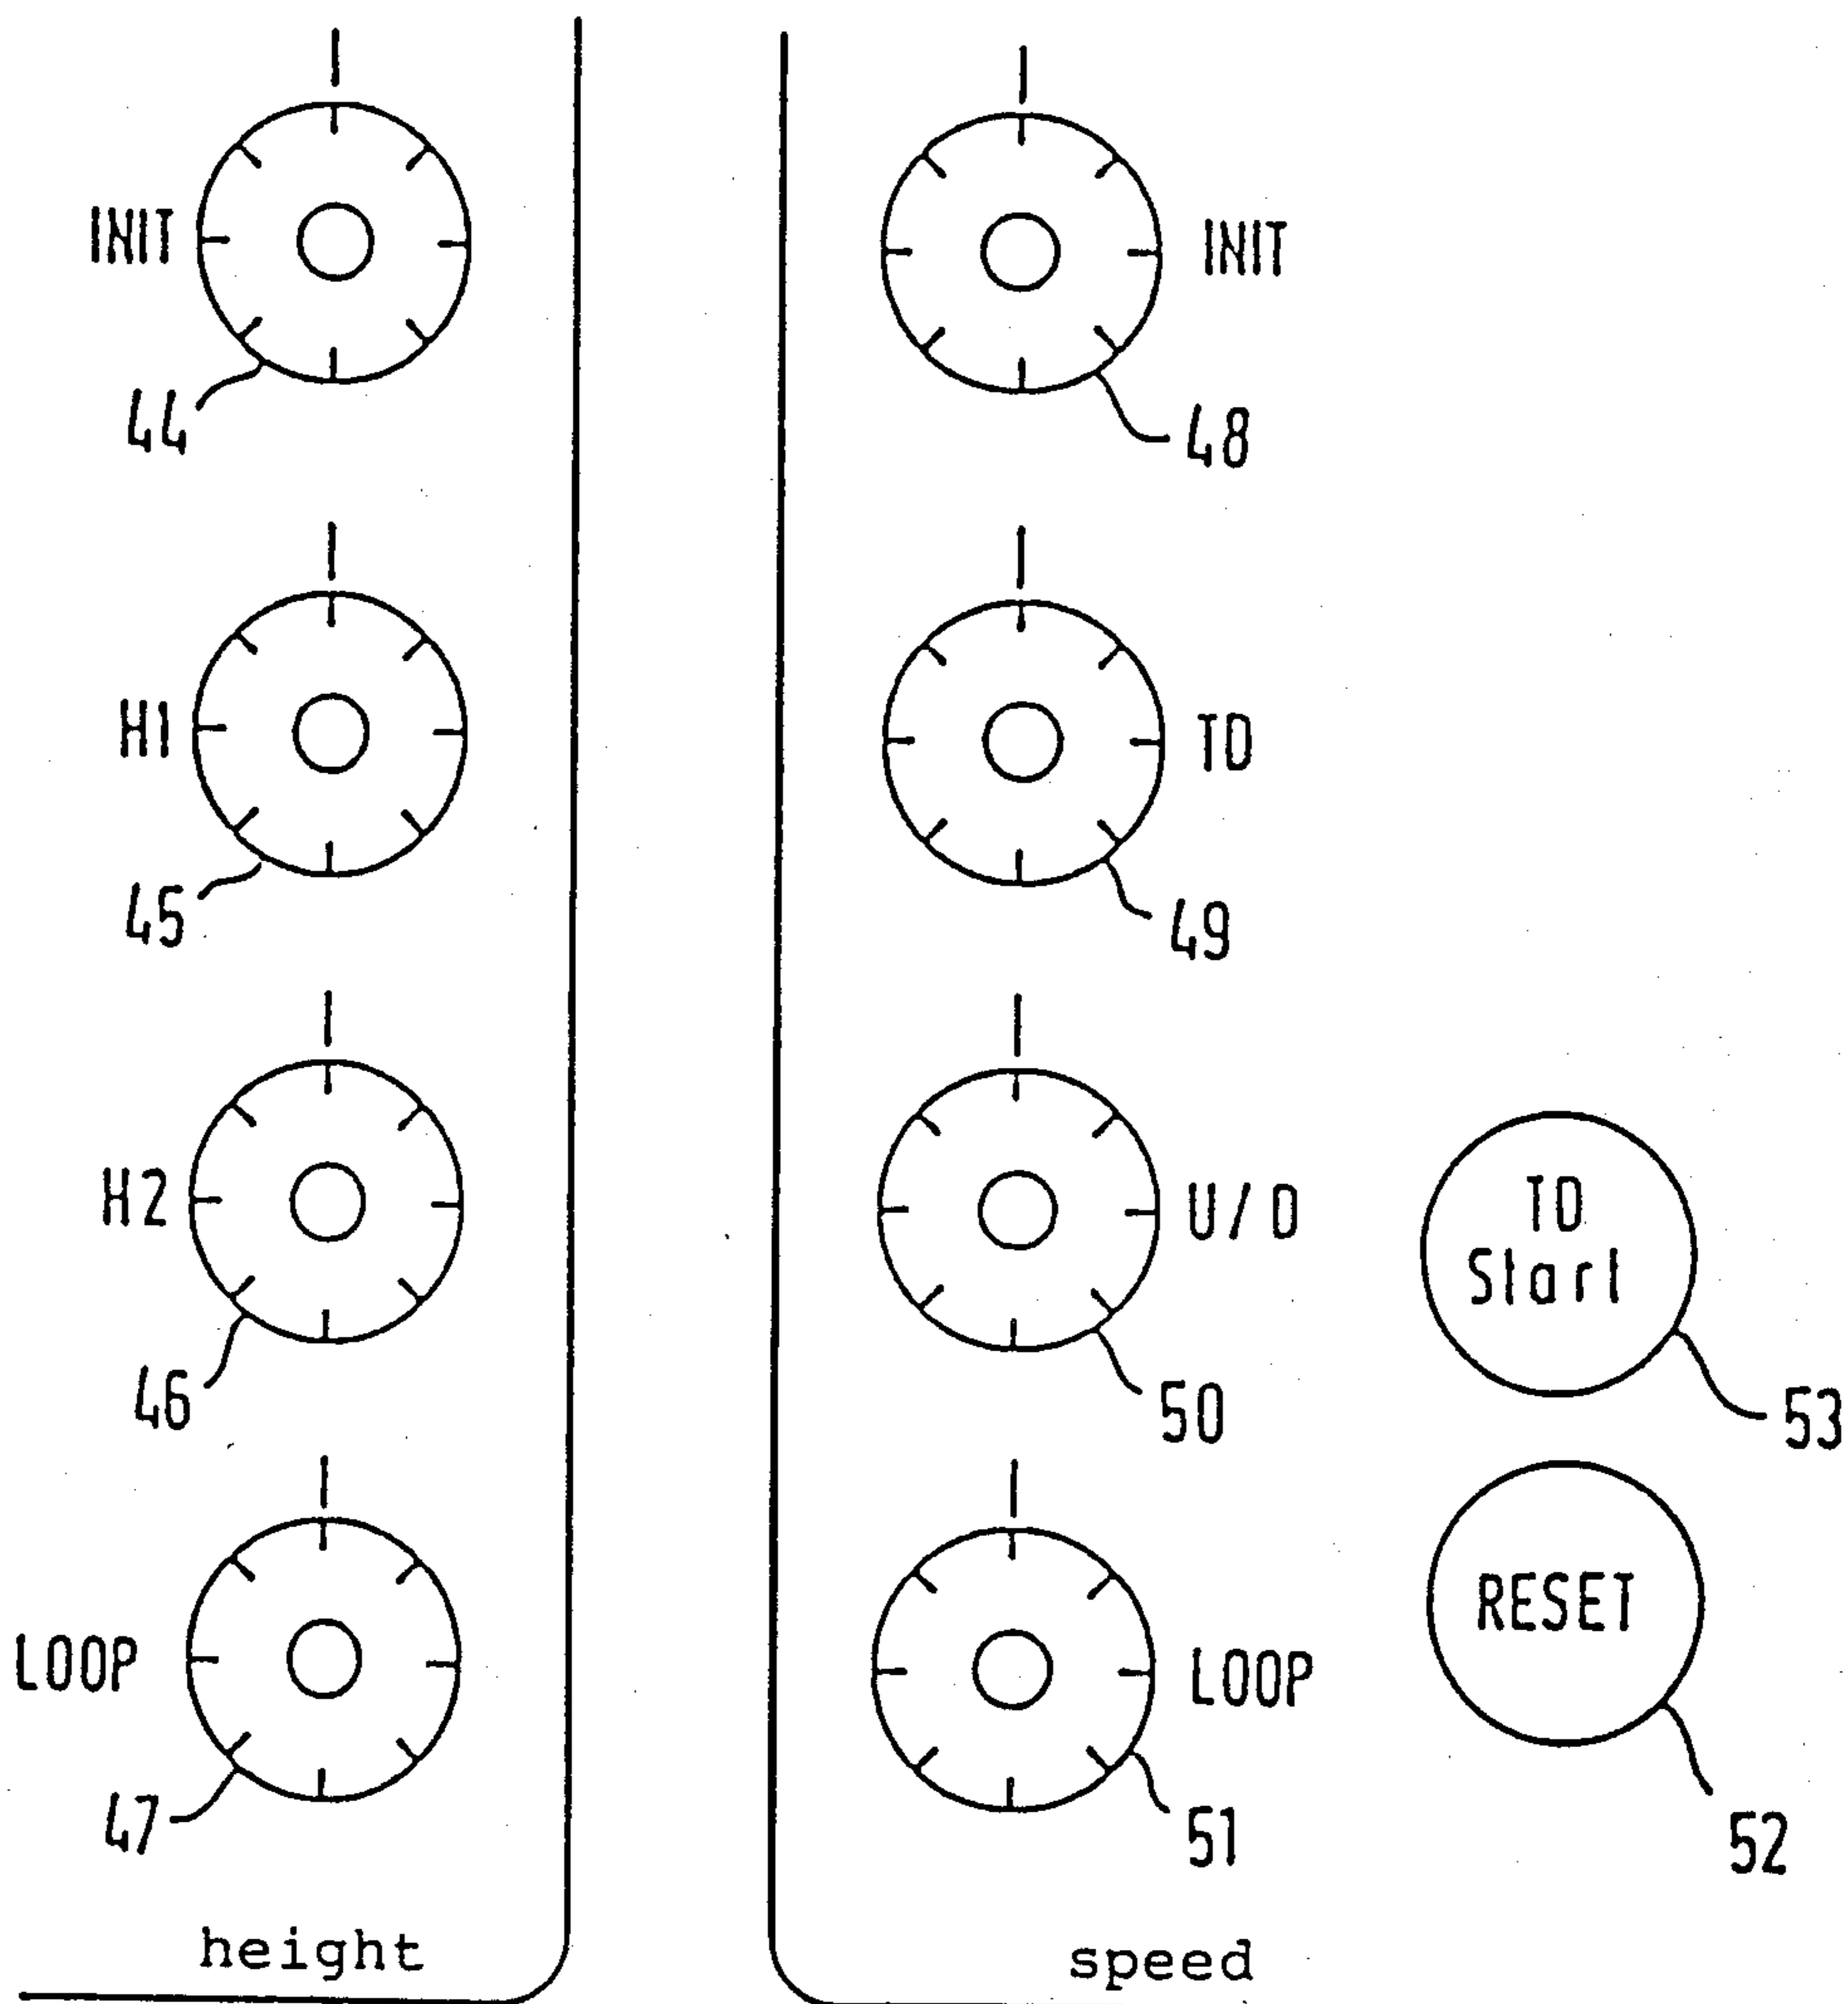 INIT
44
H1
45
H2
46
LOOP
47
height
INIT
48
TD
49
U/D
50
LOOP
51
speed
TD
Start
53
RESET
52